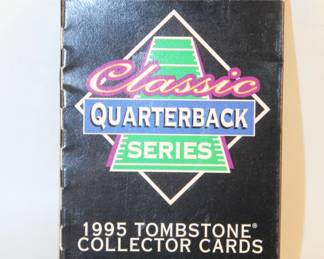 Classic
QUARTERBACK
SERIES
1995 TOMBSTONE®
COLLECTOR CARDS